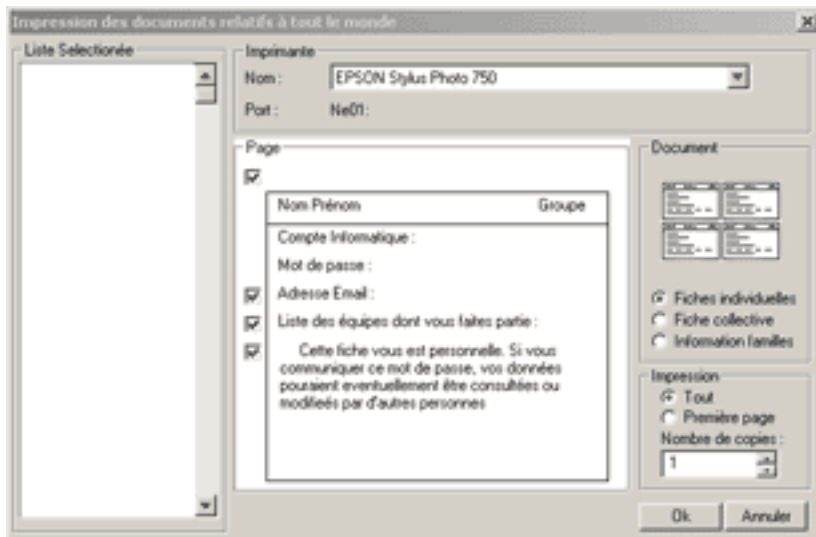 Impression des documents relatifs à tout le monde
Liste Selectionée
Imprimante
Nom :
EPSON Stylus Photo 750
Port :
Ne01:
Page
Nom Prénom
Groupe
Compte Informatique :
Mot de passe :
Adresse Email :
Liste des équipes dont vous faites partie :
Cette fiche vous est personnelle. Si vous
communiquer ce mot de passe, vos données
pouraient eventuellement être consultées ou
modifieés par d'autres personnes
Document
Fiches individuelles
Fiche collective
Information familles
Impression
Tout
Première page
Nombre de copies :
1
Ok
Annuler